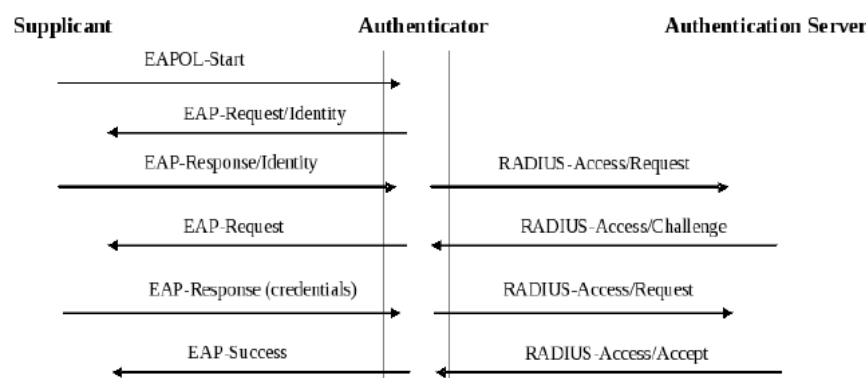 Supplicant Authenticator Authentication Server
EAPOL-Start
EAP-Request/Identity
EAP-Response/Identity RADIUS-Access/Request
EAP-Request RADIUS-Access/Challenge
EAP-Response (credentials) RADIUS-Access/Request
EAP-Success RADIUS-Access/Accept